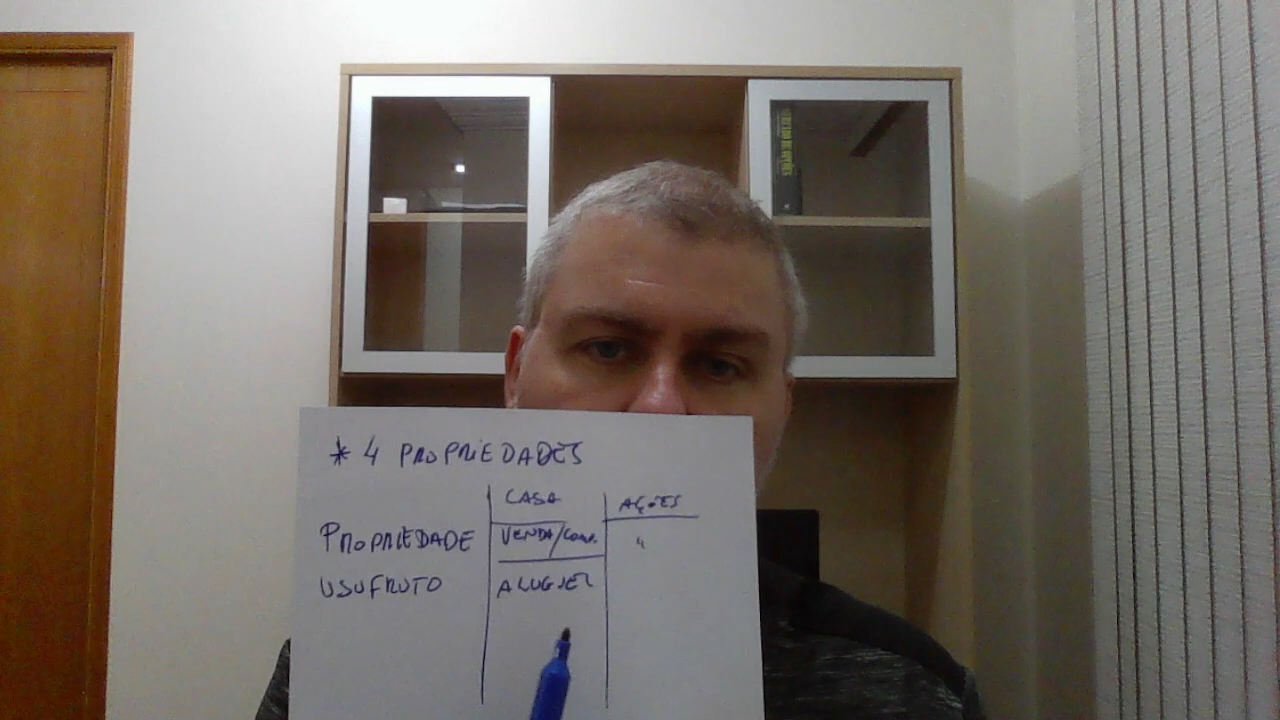 * 4 PROPRIEDADES
CASA AÇÕES
PROPRIEDADE VENDA/COMP. "
USUFRUTO ALUGUEL